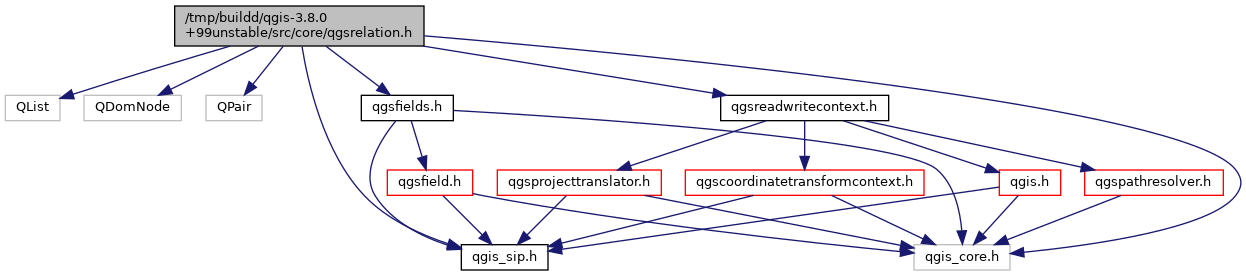 /tmp/buildd/qgis-3.8.0
+99unstable/src/core/qgsrelation.h
QList
QDomNode
QPair
qgsfields.h
qgsreadwritecontext.h
qgsfield.h
qgsprojecttranslator.h
qgscoordinatetransformcontext.h
qgis.h
qgspathresolver.h
qgis_sip.h
qgis_core.h